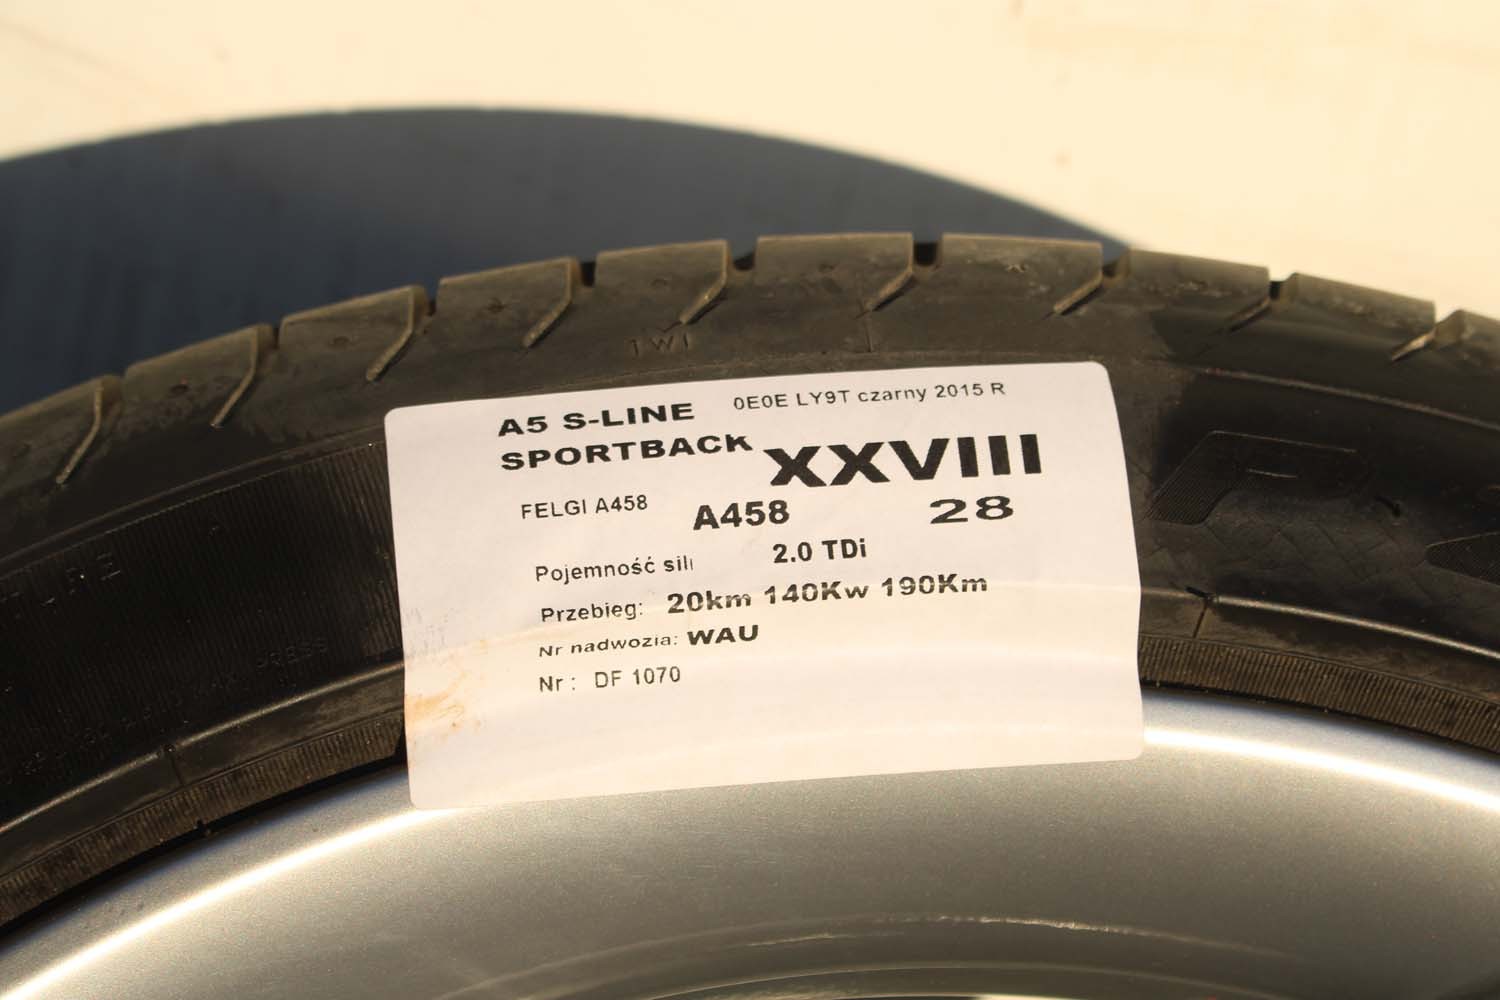 TWI
A5 S-LINE 0E0E LY9T czarny 2015 R
SPORTBACK XXVIII
FELGI A458 A458 28
Pojemność sil 2.0 TDi
Przebieg: 20km 140Kw 190Km
Nr nadwozia: WAU
Nr : DF 1070